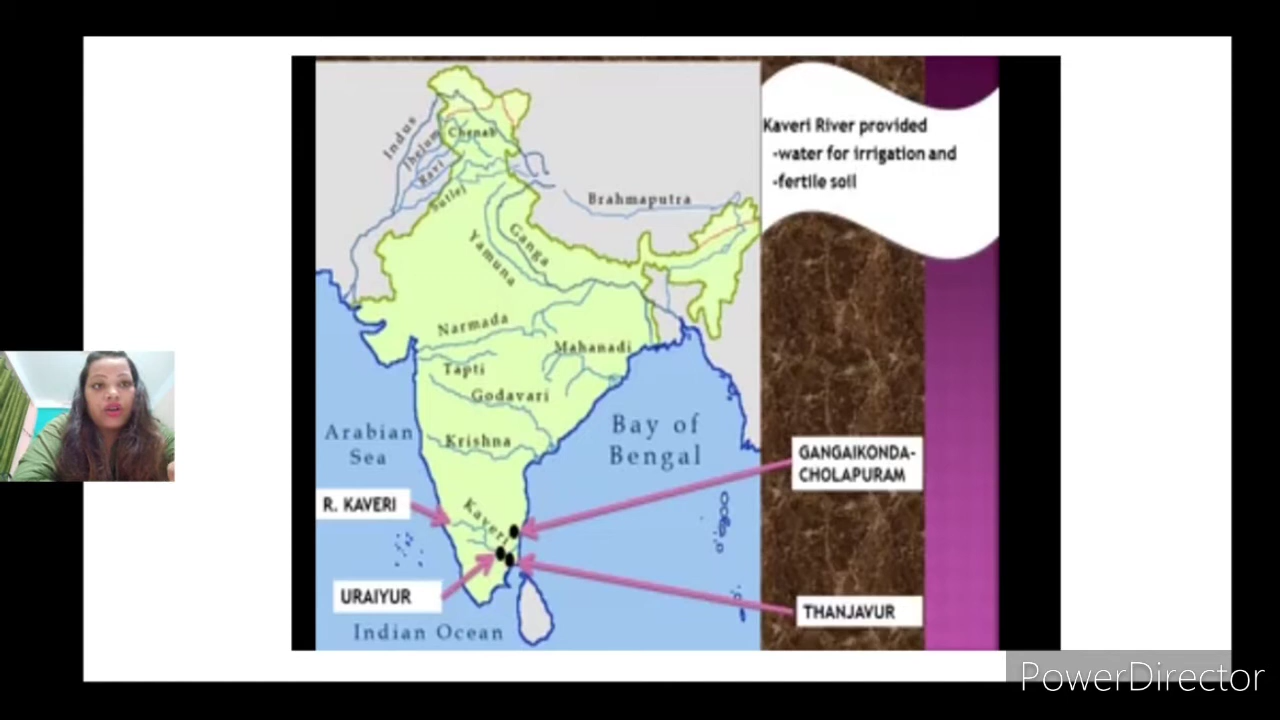 Kaveri River provided
-water for irrigation and
-fertile soil
Indus
Jhelum
Chenab
Ravi
Sutlej
Brahmaputra
Ganga
Yamuna
Narmada
Mahanadi
Tapti
Godavari
Arabian
Sea
Krishna
Bay of
Bengal
GANGAIKONDA-
CHOLAPURAM
R. KAVERI
Kaveri
URAIYUR
THANJAVUR
Indian Ocean
PowerDirector